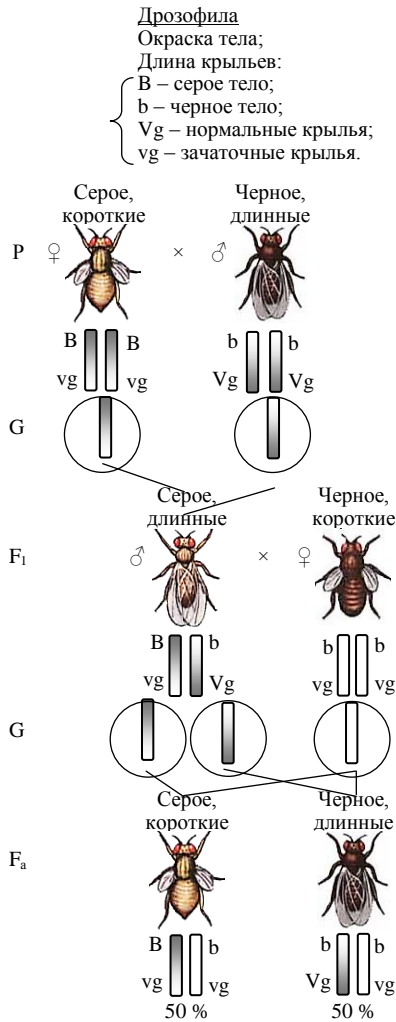 Дрозофила
Окраска тела;
Длина крыльев:
B – серое тело;
b – черное тело;
Vg – нормальные крылья;
vg – зачаточные крылья.
Серое, Черное,
короткие длинные
P ♀ × ♂
B B b b
vg vg Vg Vg
G
Серое, Черное,
длинные короткие
F1 ♂ × ♀
B b b b
vg Vg vg vg
G
Серое, Черное,
короткие длинные
Fa
B b b b
vg vg Vg vg
50 % 50 %